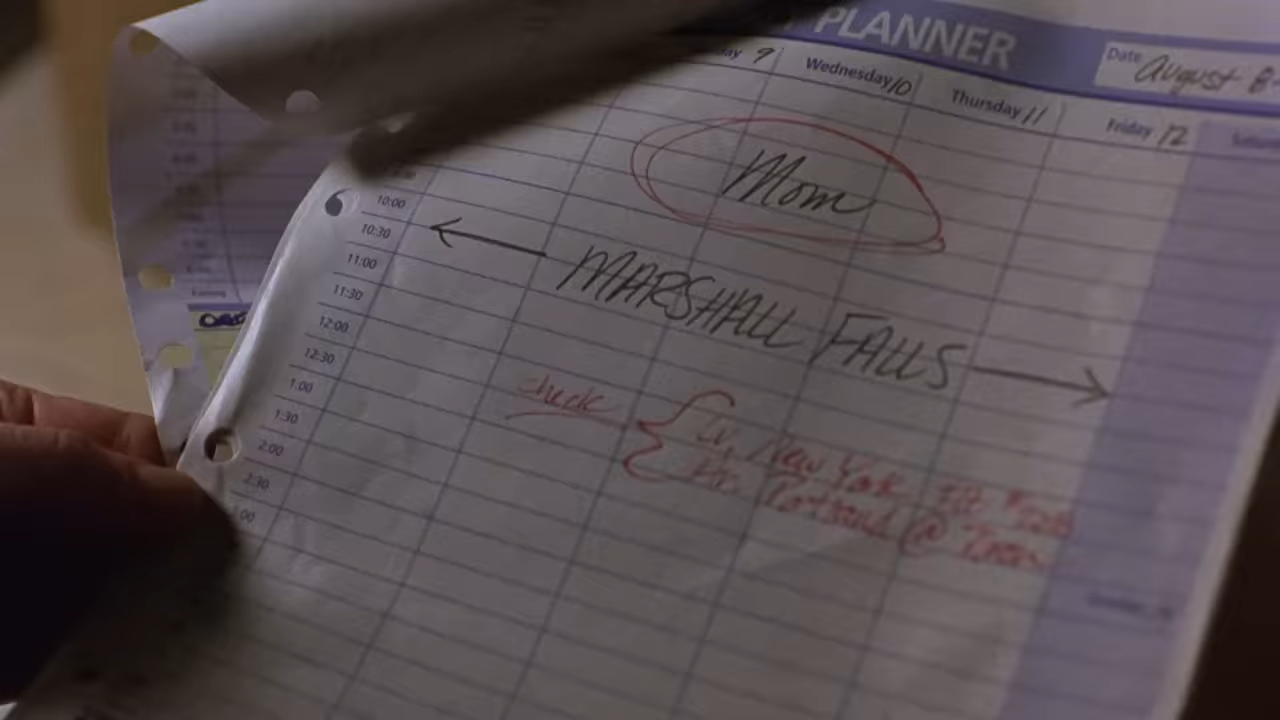 PLANNER
Date August 8-
day 9 Wednesday 10 Thursday 11 Friday 12
Mom
10:00
10:30
MARSHALL FALLS
11:00
11:30
12:00
12:30
1:00
check
1:30
Lv. New York
2:00
Portland @
2:30
:00